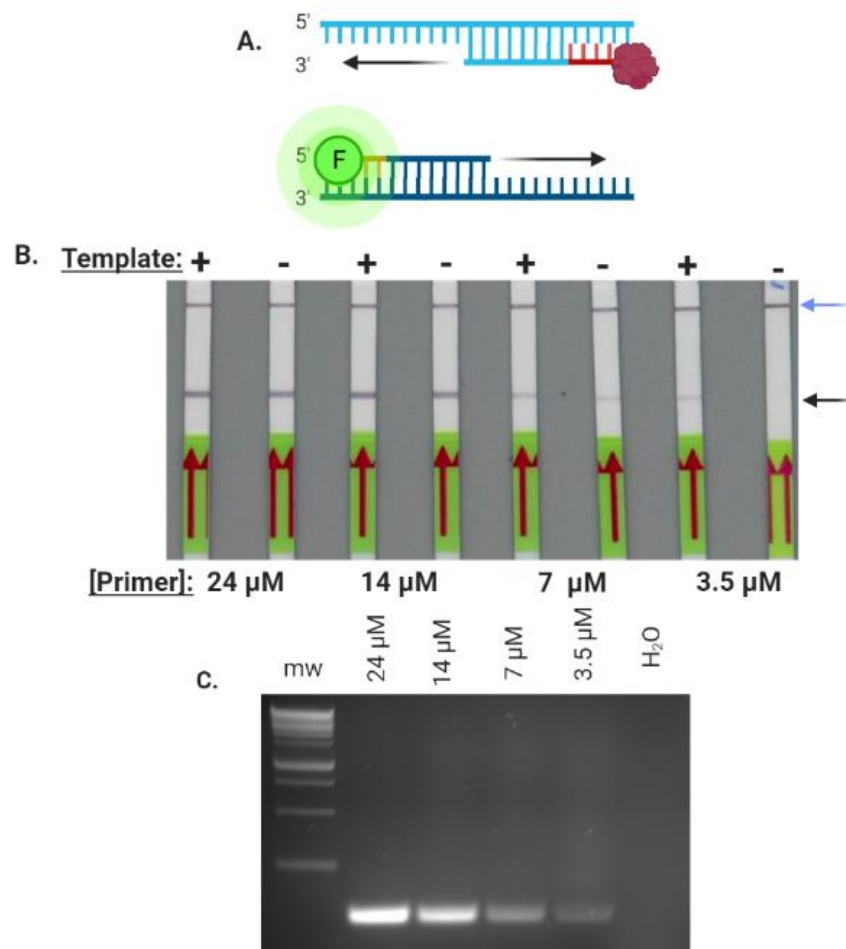 A.
5'
3'
5' F
3'
B. Template: + - + - + - + -
[Primer]: 24 µM 14 µM 7 µM 3.5 µM
C. mw 24 µM 14 µM 7 µM 3.5 µM H₂O